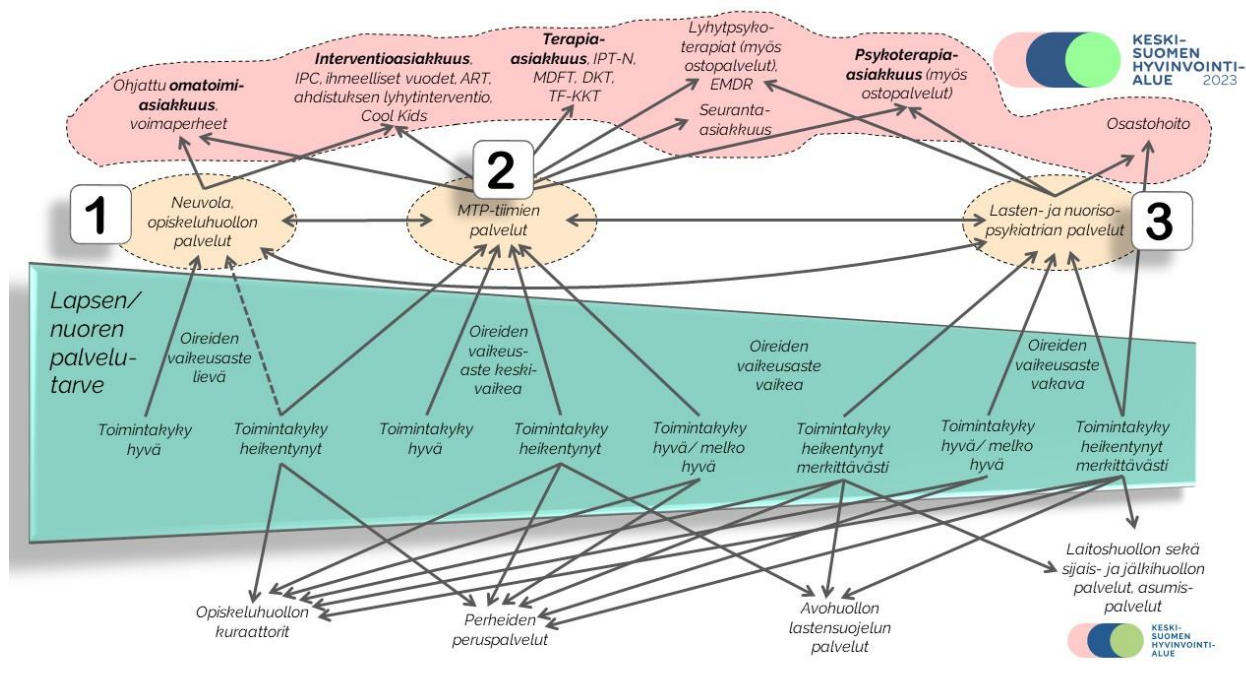 Ohjattu omatoimi-
asiakkuus,
voimaperheet
Interventioasiakkuus,
IPC, ihmeelliset vuodet, ART,
ahdistuksen lyhytinterventio,
Cool Kids
Terapia-
asiakkuus, IPT-N,
MDFT, DKT,
TF-KKT
Lyhytpsyko-
terapiat (myös
ostopalvelut),
EMDR
Seuranta-
asiakkuus
Psykoterapia-
asiakkuus (myös
ostopalvelut)
Osastohoito
KESKI-
SUOMEN
HYVINVOINTI-
ALUE 2023
1
Neuvola,
opiskeluhuollon
palvelut
2
MTP-tiimien
palvelut
Lasten- ja nuoriso-
psykiatrian palvelut
3
Lapsen/
nuoren
palvelu-
tarve
Oireiden
vaikeusaste
lievä
Oireiden
vaikeus-
aste keski-
vaikea
Oireiden
vaikeusaste
vaikea
Oireiden
vaikeusaste
vakava
Toimintakyky
hyvä
Toimintakyky
heikentynyt
Toimintakyky
hyvä
Toimintakyky
heikentynyt
Toimintakyky
hyvä/ melko
hyvä
Toimintakyky
heikentynyt
merkittävästi
Toimintakyky
hyvä/ melko
hyvä
Toimintakyky
heikentynyt
merkittävästi
Opiskeluhuollon
kuraattorit
Perheiden
peruspalvelut
Avohuollon
lastensuojelun
palvelut
Laitoshuollon sekä
sijais- ja jälkihuollon
palvelut, asumis-
palvelut
KESKI-
SUOMEN
HYVINVOINTI-
ALUE